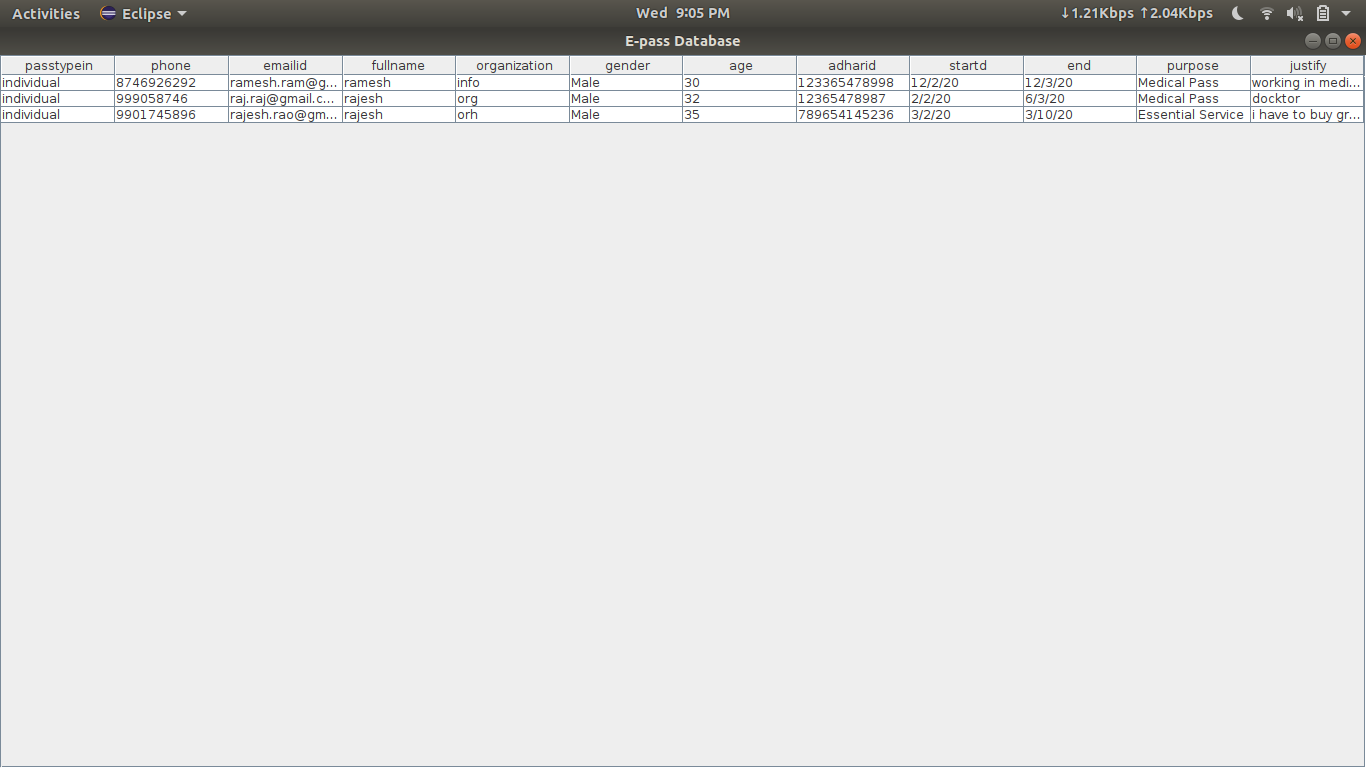 Activities Eclipse Wed 9:05 PM ↓1.21Kbps ↑2.04Kbps
E-pass Database
passtypein phone emailid fullname organization gender age adharid startd end purpose justify
individual 8746926292 ramesh.ram@g... ramesh info Male 30 123365478998 12/2/20 12/3/20 Medical Pass working in medi...
individual 999058746 raj.raj@gmail.c... rajesh org Male 32 12365478987 2/2/20 6/3/20 Medical Pass docktor
individual 9901745896 rajesh.rao@gm... rajesh orh Male 35 789654145236 3/2/20 3/10/20 Essential Service i have to buy gr...